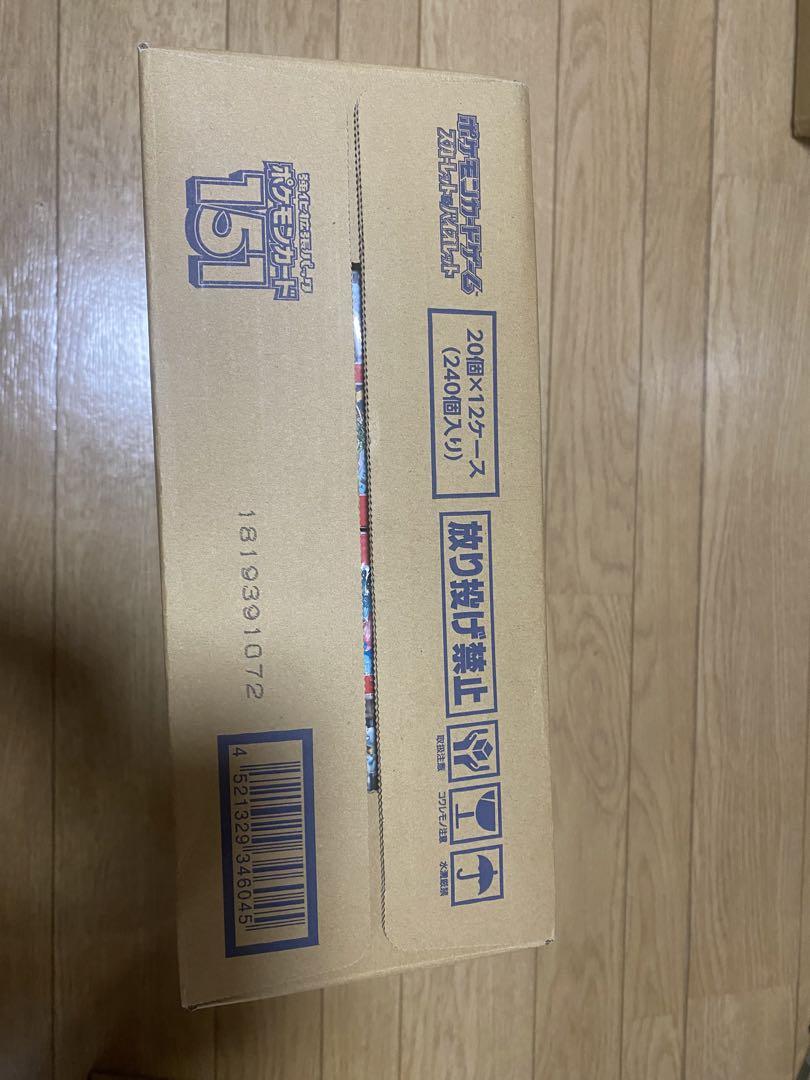 ポケモンカードゲーム
スカーレット&バイオレット
20個×12ケース
(240個入り)
放り投げ禁止
取扱注意
コワレモノ注意
水濡厳禁
強化拡張パック
ポケモンカード
151
1819391072
4 521329 346045